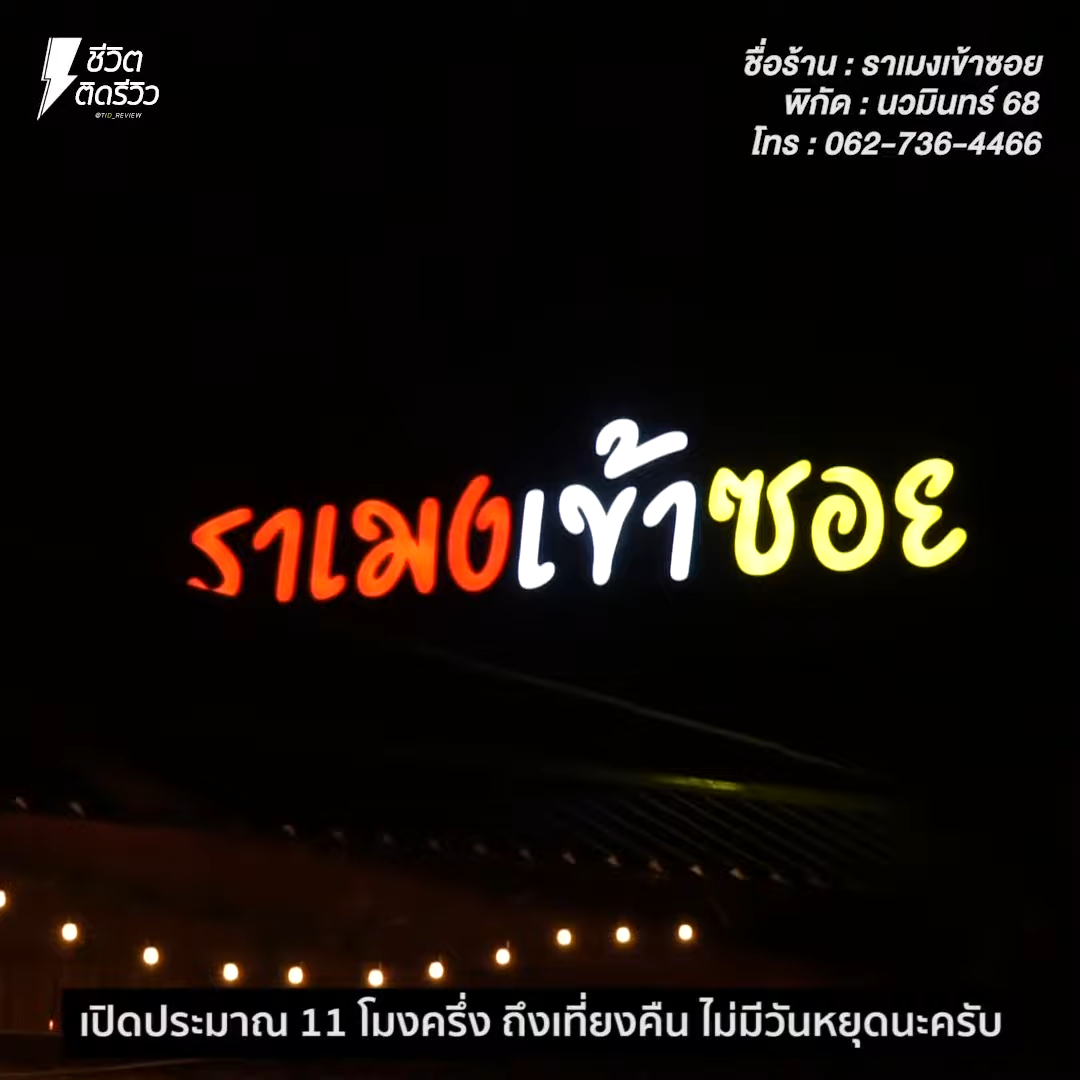 ชีวิต
ติดรีวิว
@TID_REVIEW
ชื่อร้าน : ราเมงเข้าซอย
พิกัด : นวมินทร์ 68
โทร : 062-736-4466
ราเมงเข้าซอย
เปิดประมาณ 11 โมงครึ่ง ถึงเที่ยงคืน ไม่มีวันหยุดนะครับ